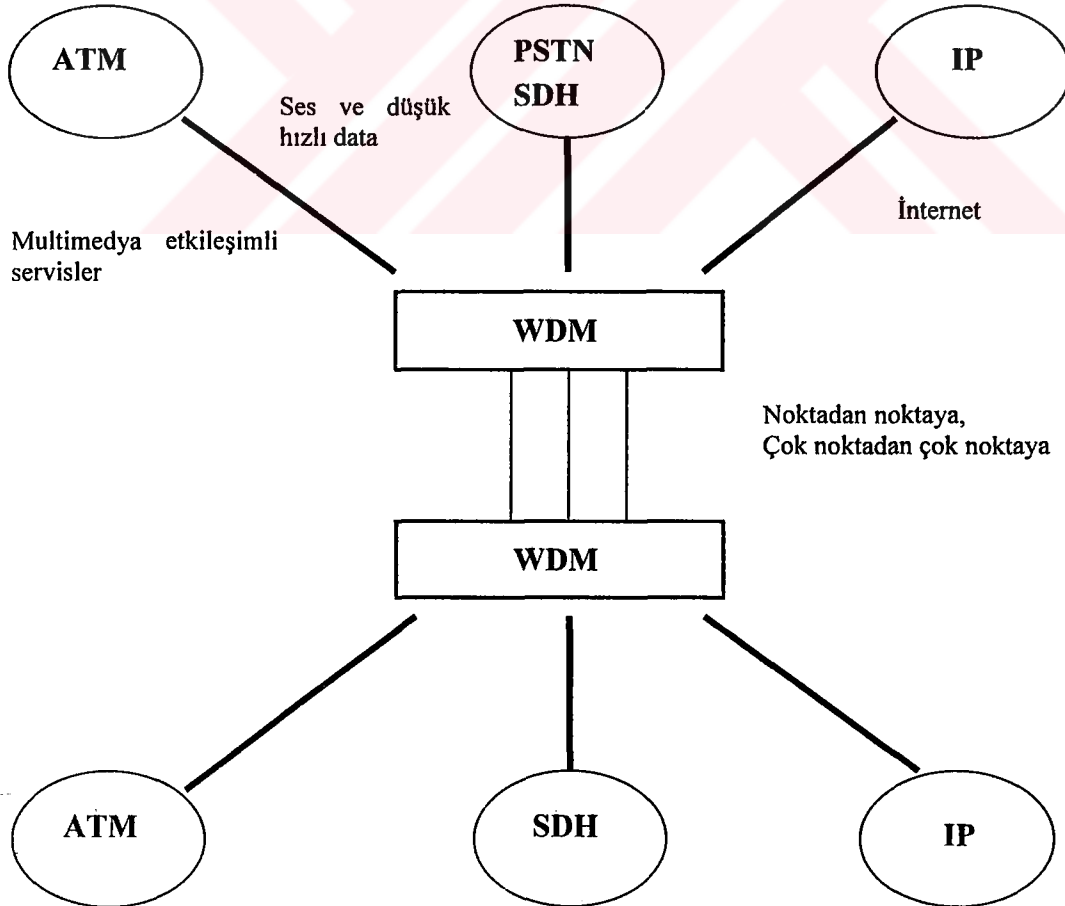 ATM
PSTN
SDH
IP
Ses ve düşük
hızlı data
İnternet
Multimedya etkileşimli
servisler
WDM
Noktadan noktaya,
Çok noktadan çok noktaya
WDM
ATM
SDH
IP